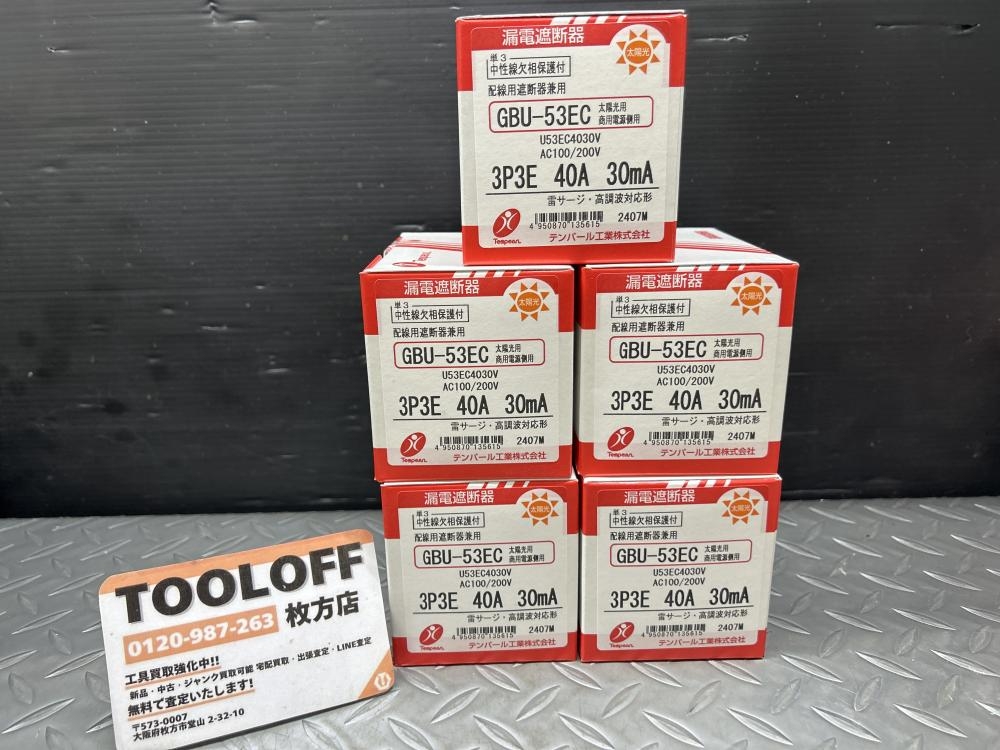 漏電遮断器
太陽光
単3
中性線欠相保護付
配線用遮断器兼用
GBU-53EC 太陽光用 商用電源側用
U53EC4030V
AC100/200V
3P3E 40A 30mA
雷サージ・高調波対応形
4 950870 135615 2407M
Tempearl テンパール工業株式会社
漏電遮断器
太陽光
単3
中性線欠相保護付
配線用遮断器兼用
GBU-53EC 太陽光用 商用電源側用
U53EC4030V
AC100/200V
3P3E 40A 30mA
雷サージ・高調波対応形
4 950870 135615 2407M
Tempearl テンパール工業株式会社
漏電遮断器
太陽光
単3
中性線欠相保護付
配線用遮断器兼用
GBU-53EC 太陽光用 商用電源側用
U53EC4030V
AC100/200V
3P3E 40A 30mA
雷サージ・高調波対応形
4 950870 135615 2407M
Tempearl テンパール工業株式会社
漏電遮断器
太陽光
単3
中性線欠相保護付
配線用遮断器兼用
GBU-53EC 太陽光用 商用電源側用
U53EC4030V
AC100/200V
3P3E 40A 30mA
雷サージ・高調波対応形
4 950870 135615 2407M
Tempearl テンパール工業株式会社
漏電遮断器
太陽光
単3
中性線欠相保護付
配線用遮断器兼用
GBU-53EC 太陽光用 商用電源側用
U53EC4030V
AC100/200V
3P3E 40A 30mA
雷サージ・高調波対応形
4 950870 135615 2407M
Tempearl テンパール工業株式会社
TOOLOFF
0120-987-263 枚方店
工具買取強化中!!
新品・中古・ジャンク買取可能 宅配買取・出張査定・LINE査定
無料で査定いたします!
〒573-0007
大阪府枚方市堂山 2-32-10